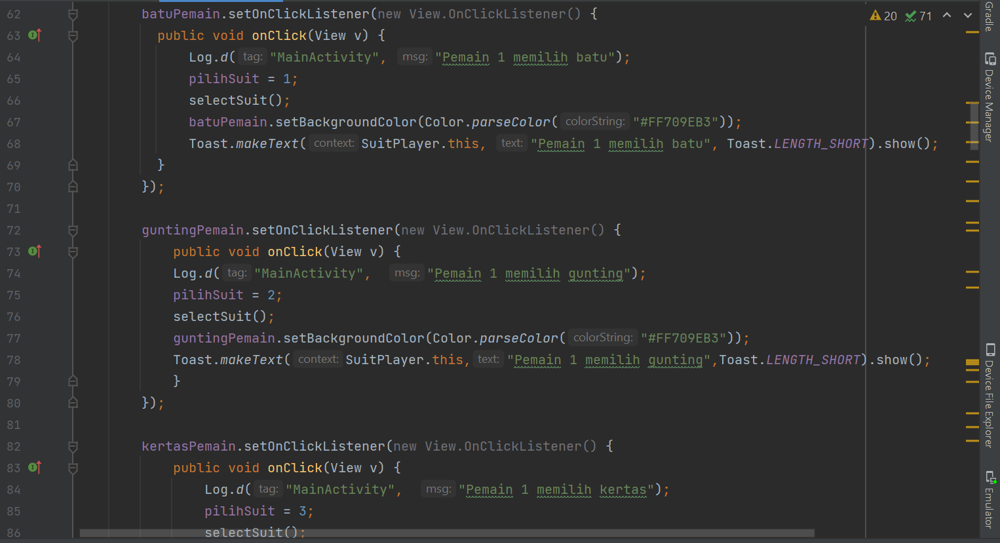 62 batuPemain.setOnClickListener(new View.OnClickListener() {
63 public void onClick(View v) {
64 Log.d( tag: "MainActivity", msg: "Pemain 1 memilih batu");
65 pilihSuit = 1;
66 selectSuit();
67 batuPemain.setBackgroundColor(Color.parseColor( colorString: "#FF709EB3"));
68 Toast.makeText( context: SuitPlayer.this, text: "Pemain 1 memilih batu", Toast.LENGTH_SHORT).show();
69 }
70 });
71
72 guntingPemain.setOnClickListener(new View.OnClickListener() {
73 public void onClick(View v) {
74 Log.d( tag: "MainActivity", msg: "Pemain 1 memilih gunting");
75 pilihSuit = 2;
76 selectSuit();
77 guntingPemain.setBackgroundColor(Color.parseColor( colorString: "#FF709EB3"));
78 Toast.makeText( context: SuitPlayer.this, text: "Pemain 1 memilih gunting",Toast.LENGTH_SHORT).show();
79 }
80 });
81
82 kertasPemain.setOnClickListener(new View.OnClickListener() {
83 public void onClick(View v) {
84 Log.d( tag: "MainActivity", msg: "Pemain 1 memilih kertas");
85 pilihSuit = 3;
86 selectSuit();
20 71
Gradle
Device Manager
Device File Explorer
Emulator